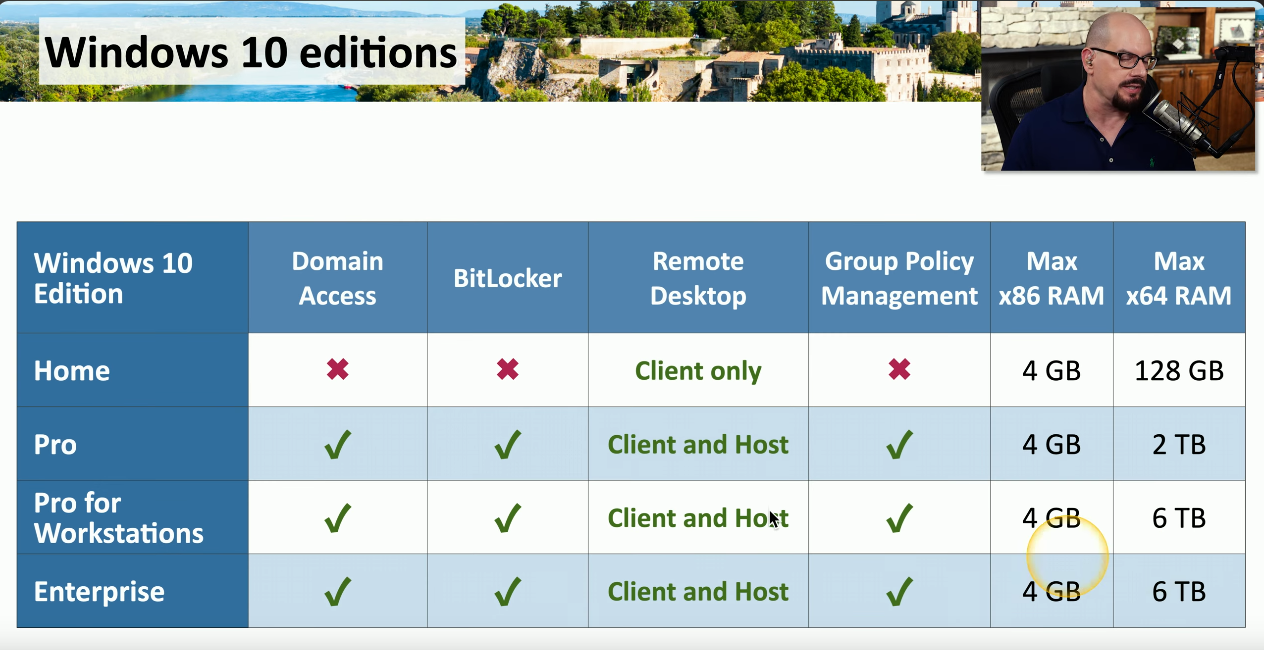 Windows 10 editions
Windows 10 Edition
Domain Access
BitLocker
Remote Desktop
Group Policy Management
Max x86 RAM
Max x64 RAM
Home
✖
✖
Client only
✖
4 GB
128 GB
Pro
✓
✓
Client and Host
✓
4 GB
2 TB
Pro for Workstations
✓
✓
Client and Host
✓
4 GB
6 TB
Enterprise
✓
✓
Client and Host
✓
4 GB
6 TB